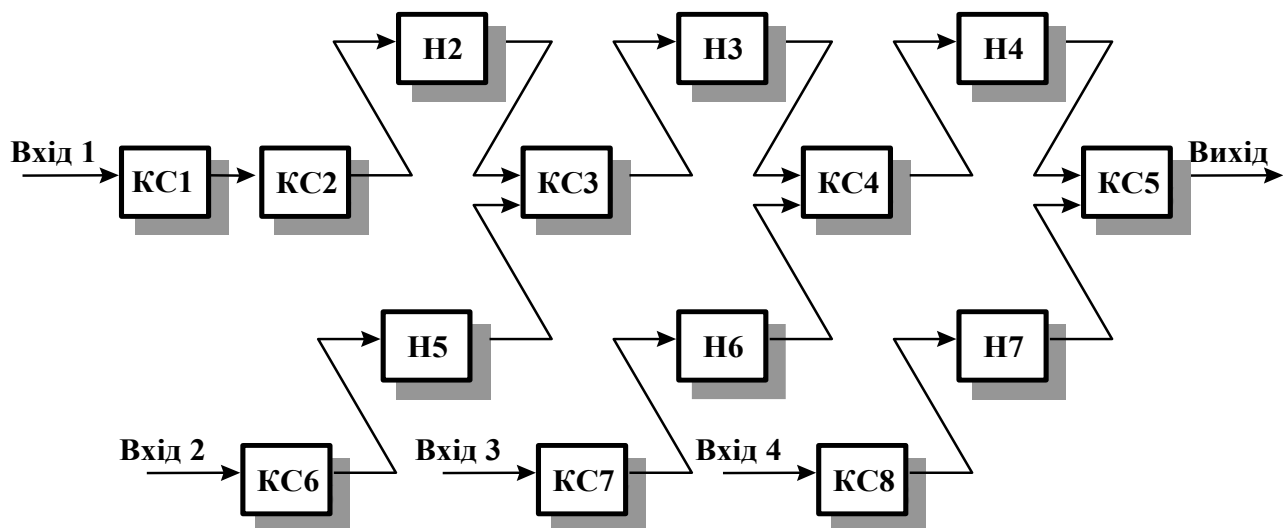 Н2
Н3
Н4
Вхід 1
КС1
КС2
КС3
КС4
КС5
Вихід
Н5
Н6
Н7
Вхід 2
КС6
Вхід 3
КС7
Вхід 4
КС8